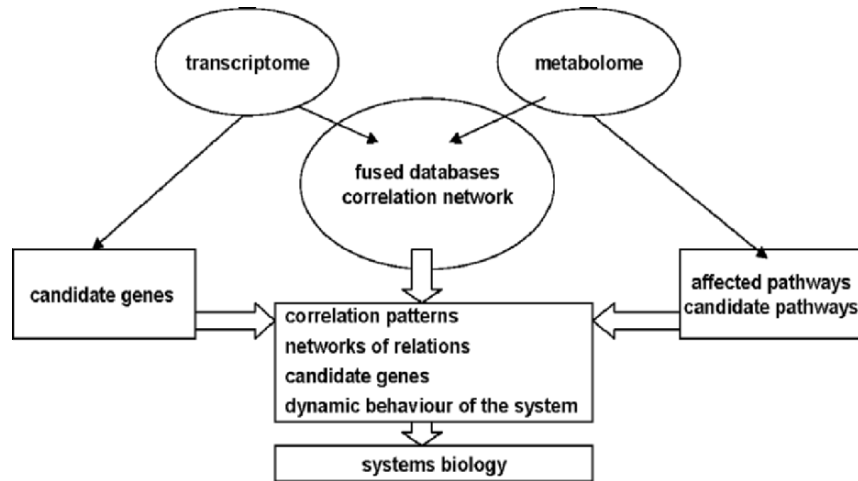 transcriptome
metabolome
fused databases
correlation network
candidate genes
affected pathways
candidate pathways
correlation patterns
networks of relations
candidate genes
dynamic behaviour of the system
systems biology